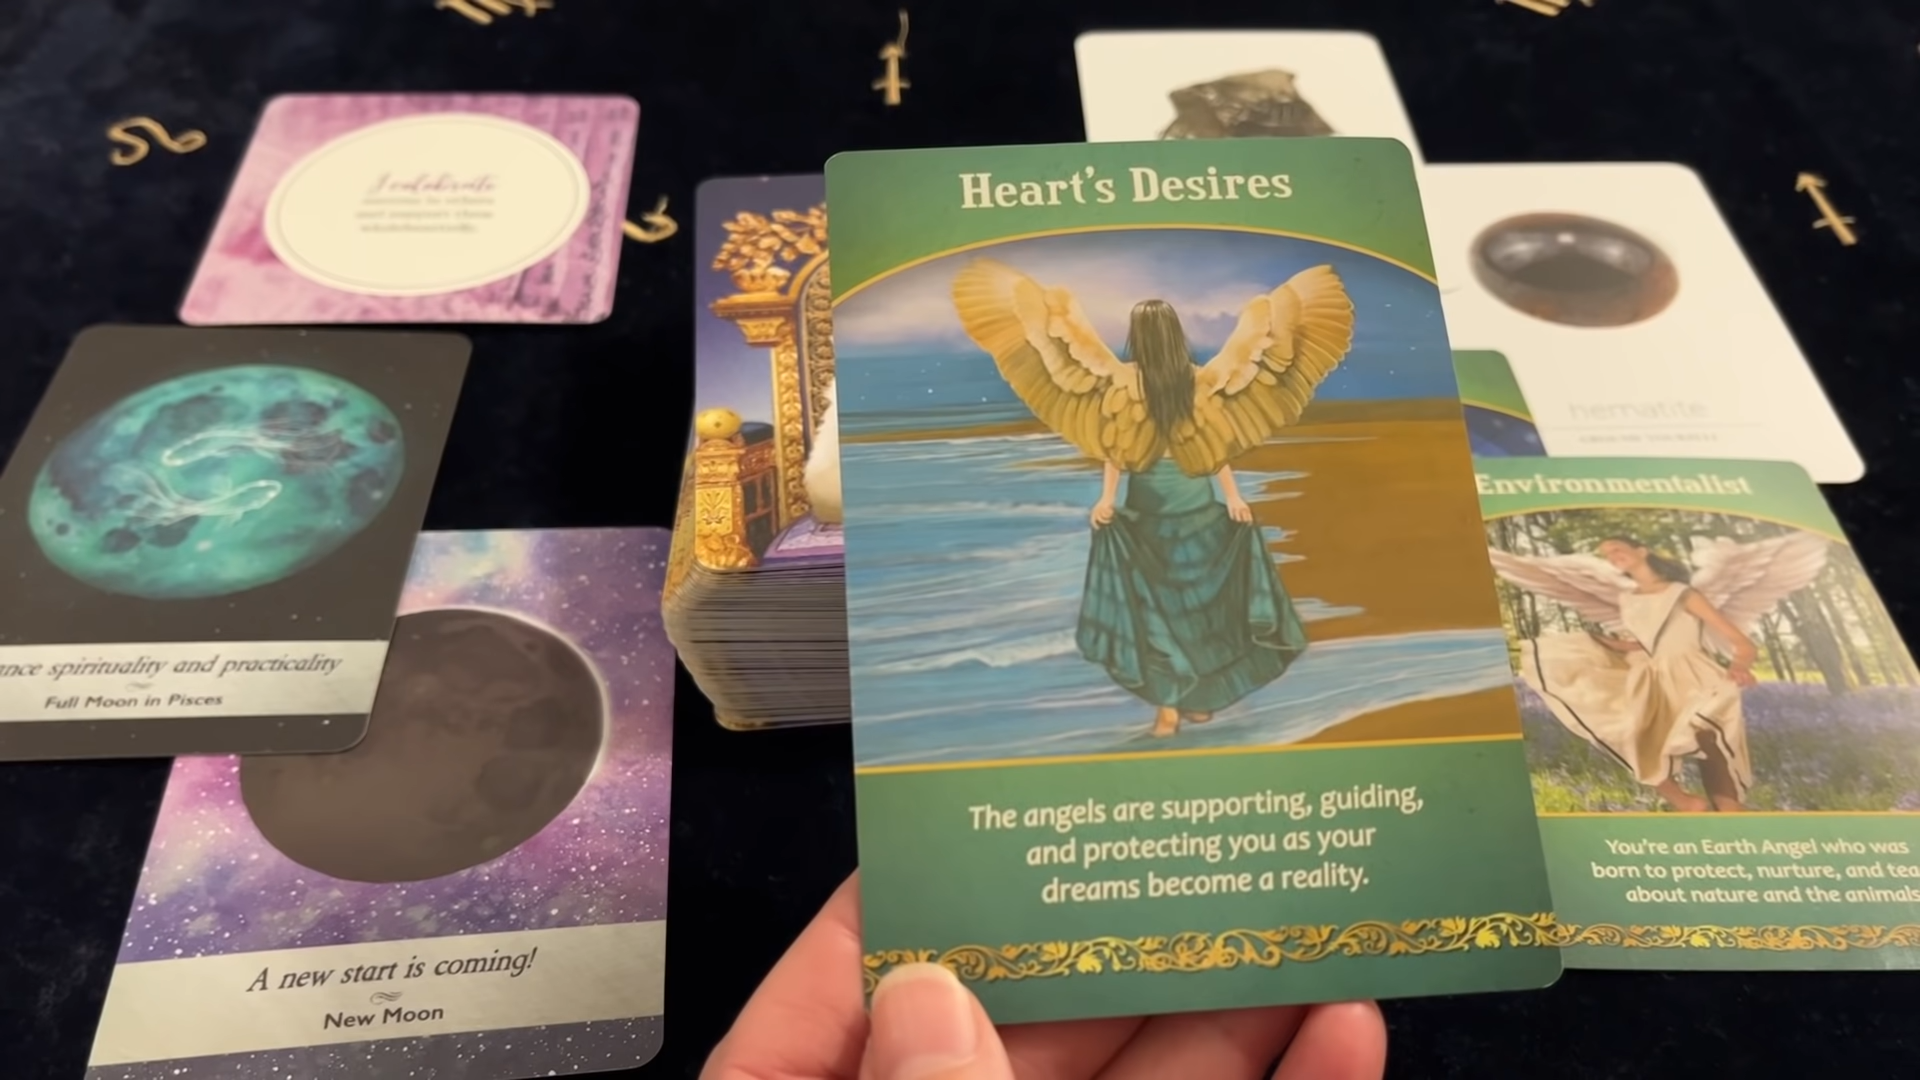 I celebrate
Heart's Desires
The angels are supporting, guiding,
and protecting you as your
dreams become a reality.
hematite
Environmentalist
You're an Earth Angel who was
born to protect, nurture, and tea
about nature and the animals
nce spirituality and practicality
Full Moon in Pisces
A new start is coming!
New Moon